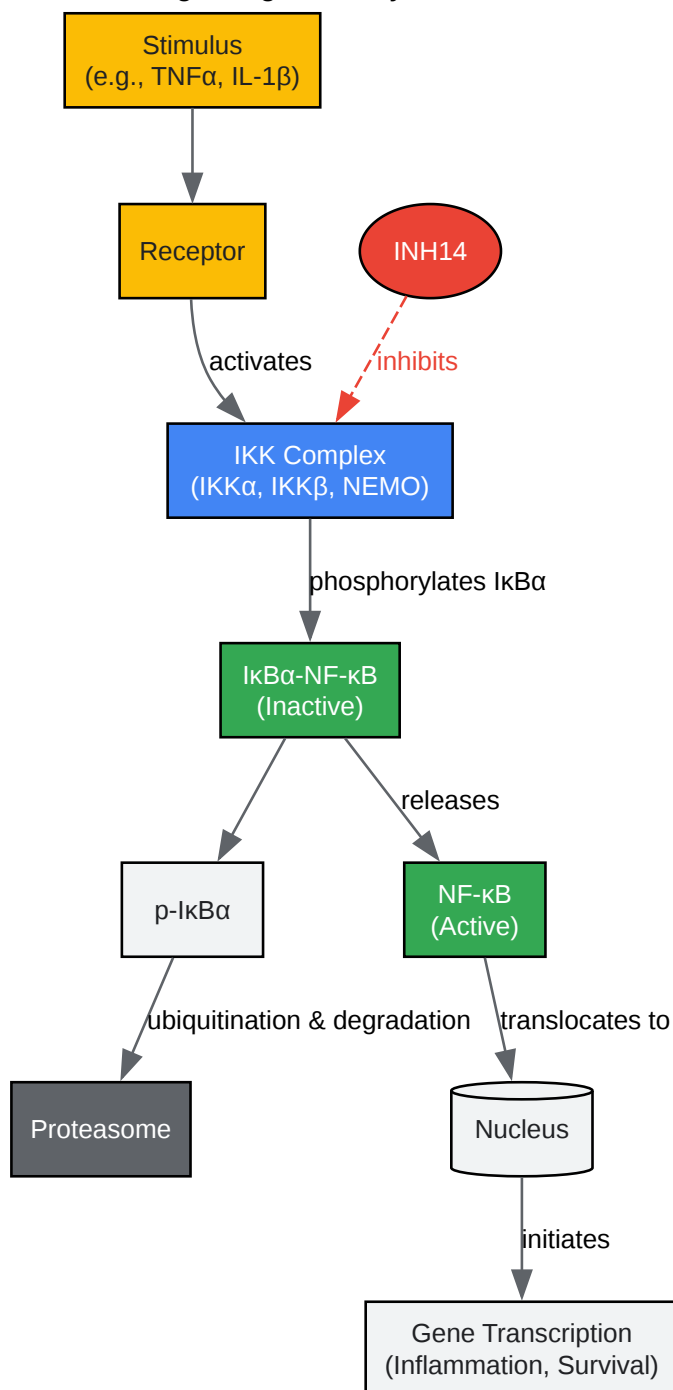 Stimulus
(e.g., TNFα, IL-1β)
Receptor
INH14
activates
inhibits
IKK Complex
(IKKα, IKKβ, NEMO)
phosphorylates IκBα
IκBα-NF-κB
(Inactive)
releases
p-IκBα
NF-κB
(Active)
ubiquitination & degradation
translocates to
Proteasome
Nucleus
initiates
Gene Transcription
(Inflammation, Survival)